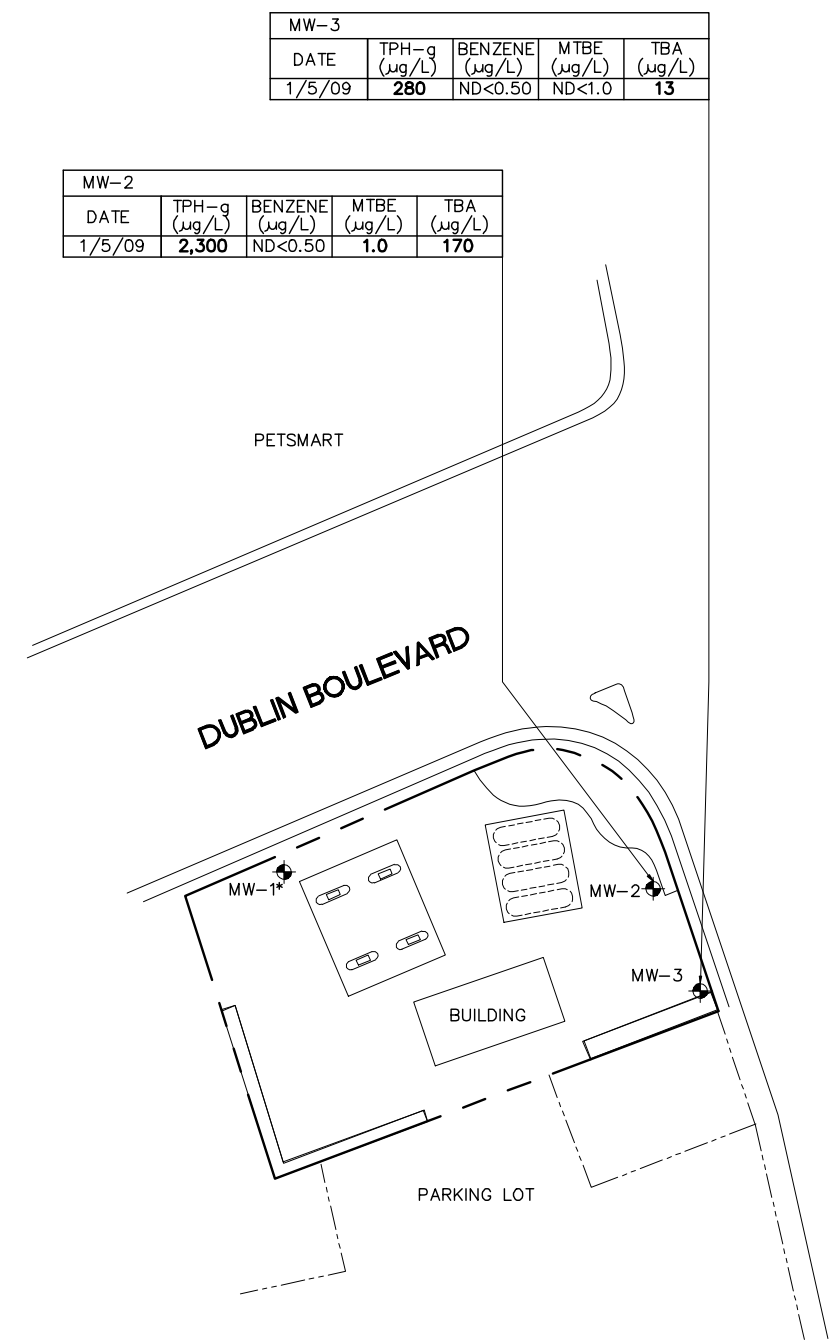 MW-3
DATE TPH-g (µg/L) BENZENE (µg/L) MTBE (µg/L) TBA (µg/L)
1/5/09 280 ND<0.50 ND<1.0 13
MW-2
DATE TPH-g (µg/L) BENZENE (µg/L) MTBE (µg/L) TBA (µg/L)
1/5/09 2,300 ND<0.50 1.0 170
PETSMART
DUBLIN BOULEVARD
MW-1*
MW-2
MW-3
BUILDING
PARKING LOT